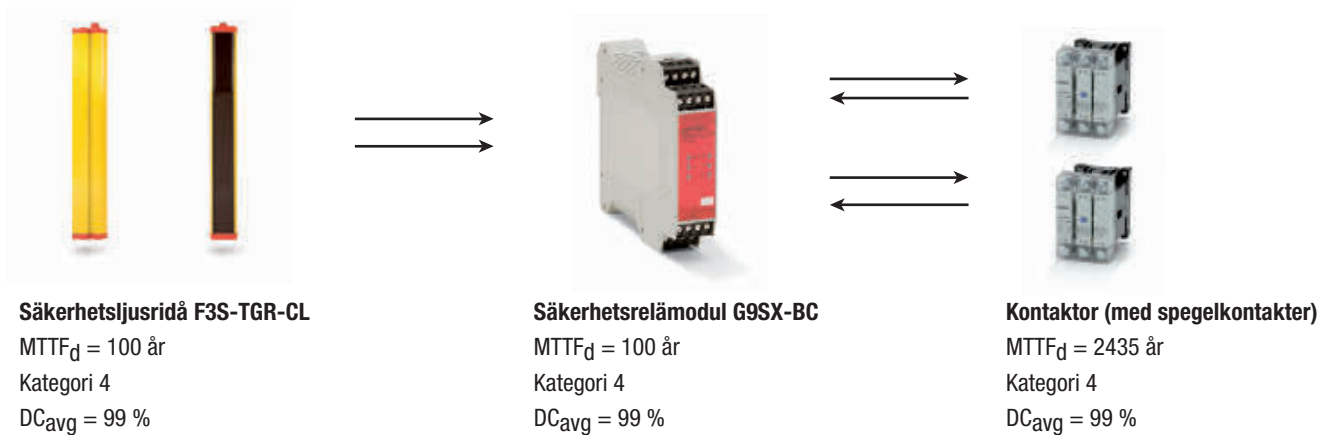 Säkerhetsljusridå F3S-TGR-CL
MTTFd = 100 år
Kategori 4
DCavg = 99 %
Säkerhetsrelämodul G9SX-BC
MTTFd = 100 år
Kategori 4
DCavg = 99 %
Kontaktor (med spegelkontakter)
MTTFd = 2435 år
Kategori 4
DCavg = 99 %